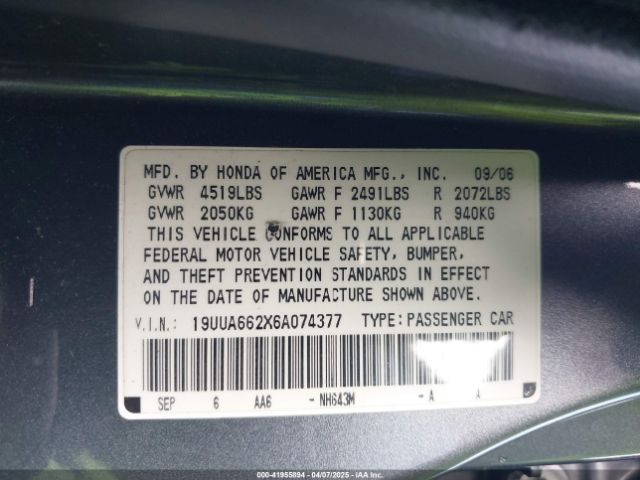 MFD. BY HONDA OF AMERICA MFG., INC. 09/06
GVWR 4519LBS GAWR F 2491LBS R 2072LBS
GVWR 2050KG GAWR F 1130KG R 940KG
THIS VEHICLE CONFORMS TO ALL APPLICABLE
FEDERAL MOTOR VEHICLE SAFETY, BUMPER,
AND THEFT PREVENTION STANDARDS IN EFFECT
ON THE DATE OF MANUFACTURE SHOWN ABOVE.
V.I.N.: 19UUA662X6A074377 TYPE: PASSENGER CAR
SEP 6 AA6 - NH643M - A A
000-41955894 - 04/07/2025 - IAAI.COM